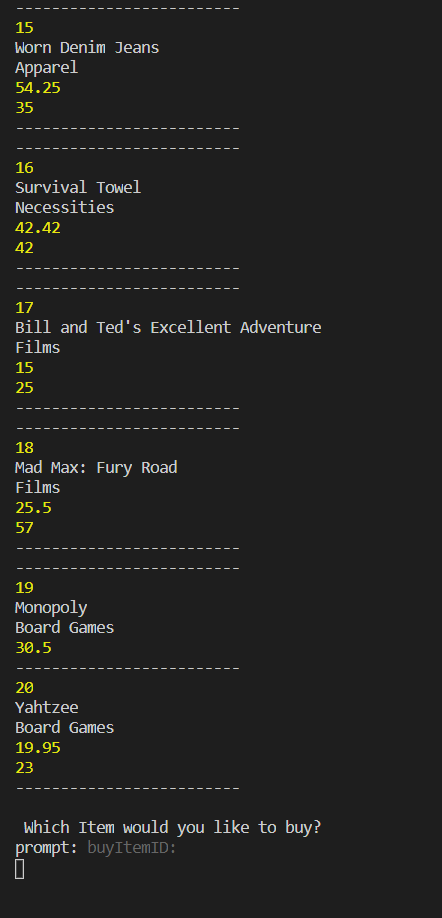 -------------------------
15
Worn Denim Jeans
Apparel
54.25
35
-------------------------
-------------------------
16
Survival Towel
Necessities
42.42
42
-------------------------
-------------------------
17
Bill and Ted's Excellent Adventure
Films
15
25
-------------------------
-------------------------
18
Mad Max: Fury Road
Films
25.5
57
-------------------------
-------------------------
19
Monopoly
Board Games
30.5
-------------------------
20
Yahtzee
Board Games
19.95
23
-------------------------
Which Item would you like to buy?
prompt: buyItemID: